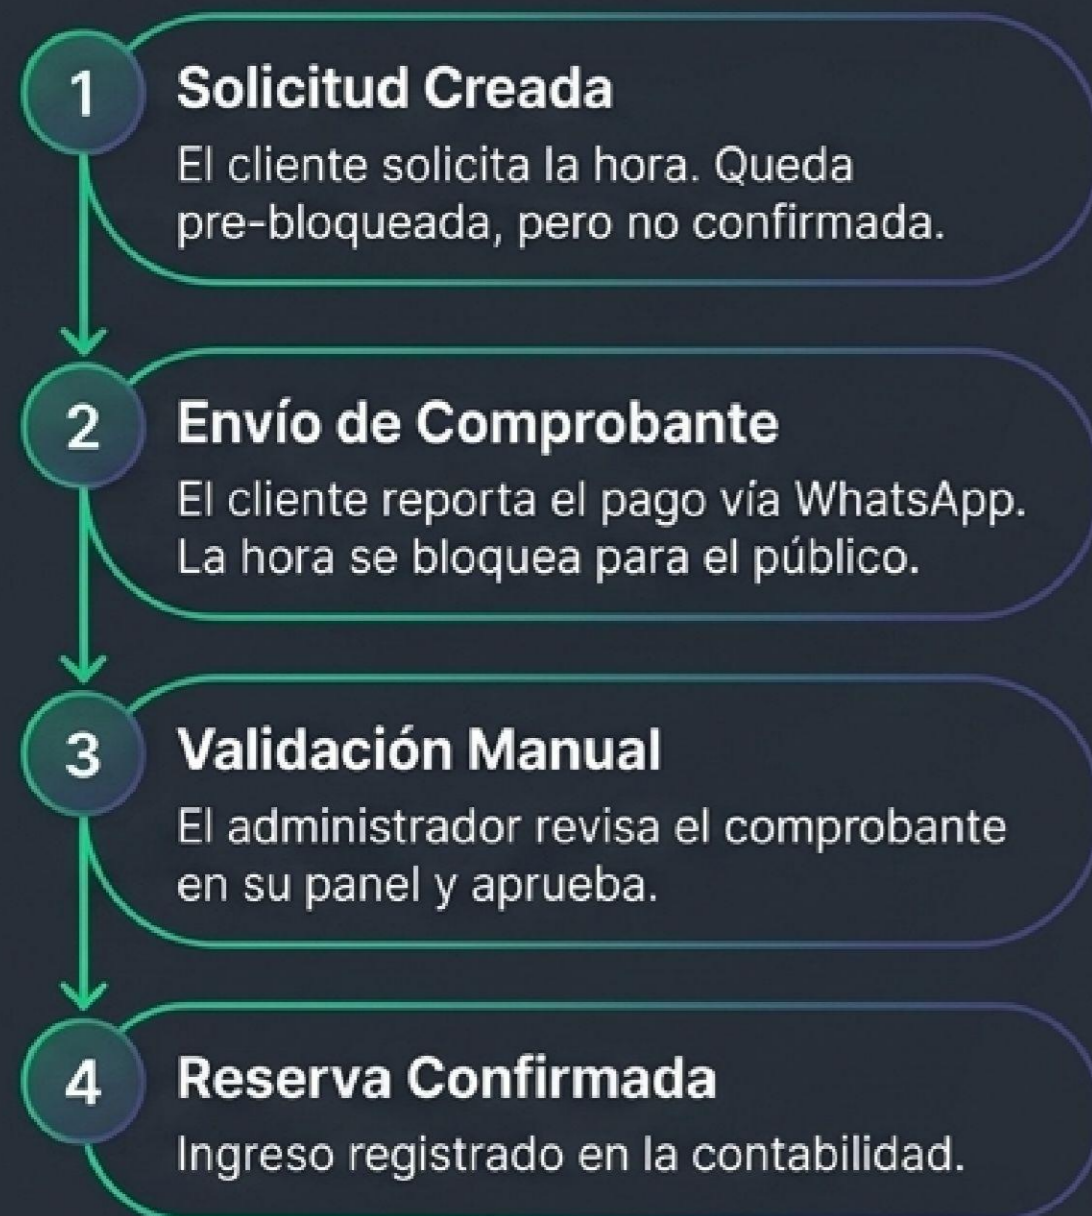 1
Solicitud Creada
El cliente solicita la hora. Queda
pre-bloqueada, pero no confirmada.
2
Envío de Comprobante
El cliente reporta el pago vía WhatsApp.
La hora se bloquea para el público.
3
Validación Manual
El administrador revisa el comprobante
en su panel y aprueba.
4
Reserva Confirmada
Ingreso registrado en la contabilidad.